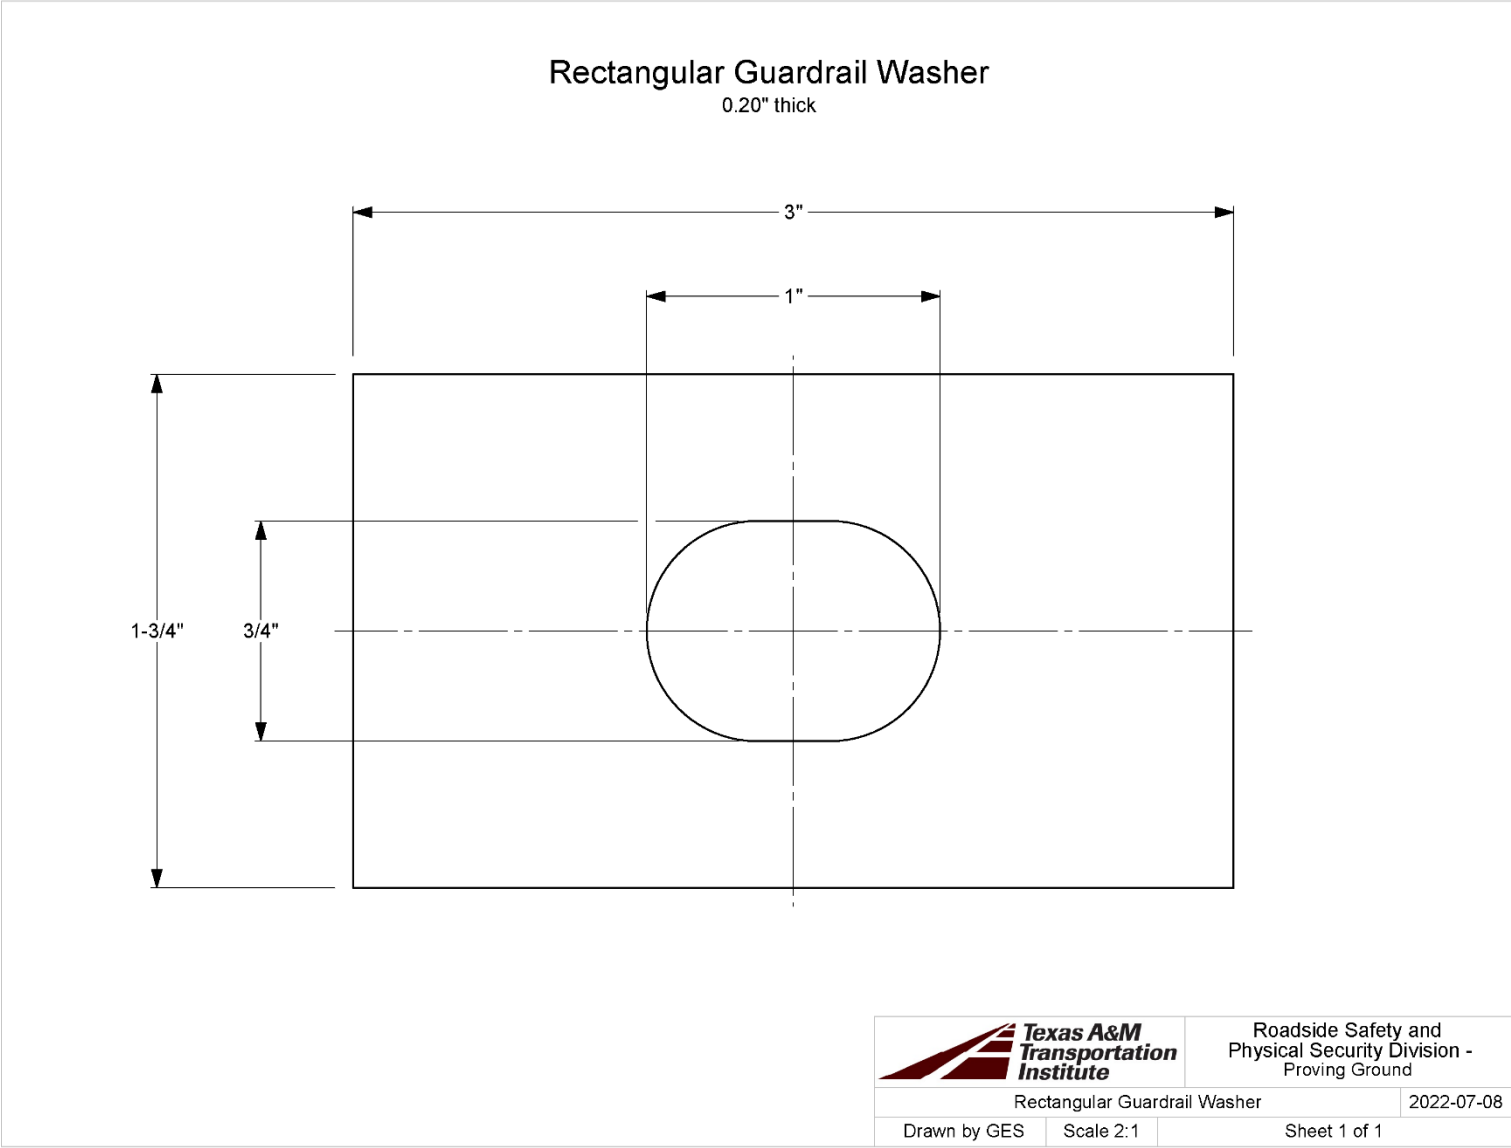 Rectangular Guardrail Washer
0.20" thick
3"
1"
1-3/4"
3/4"
Texas A&M
Transportation
Institute
Roadside Safety and
Physical Security Division -
Proving Ground
Rectangular Guardrail Washer
2022-07-08
Drawn by GES
Scale 2:1
Sheet 1 of 1